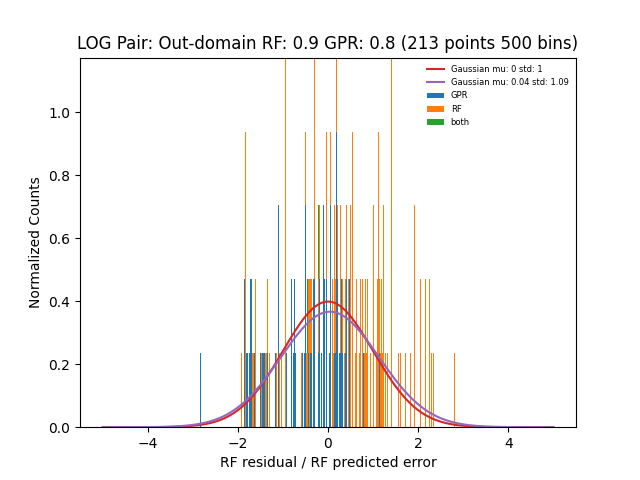 LOG Pair: Out-domain RF: 0.9 GPR: 0.8 (213 points 500 bins)
Gaussian mu: 0 std: 1
Gaussian mu: 0.04 std: 1.09
GPR
RF
both
Normalized Counts
1.0
0.8
0.6
0.4
0.2
0.0
−4 −2 0 2 4
RF residual / RF predicted error